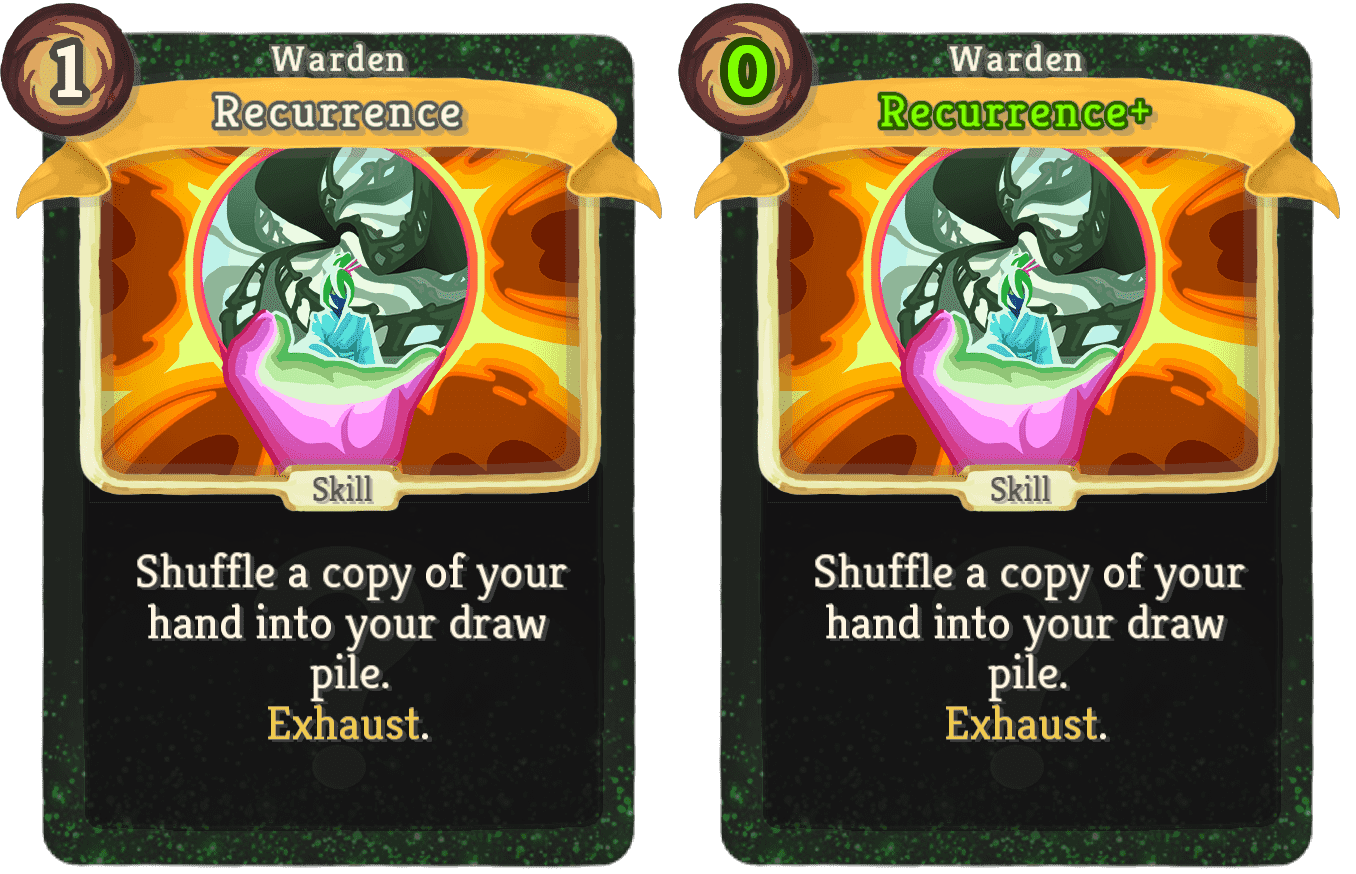 1
Warden
Recurrence
Skill
Shuffle a copy of your
hand into your draw
pile.
Exhaust.
0
Warden
Recurrence+
Skill
Shuffle a copy of your
hand into your draw
pile.
Exhaust.